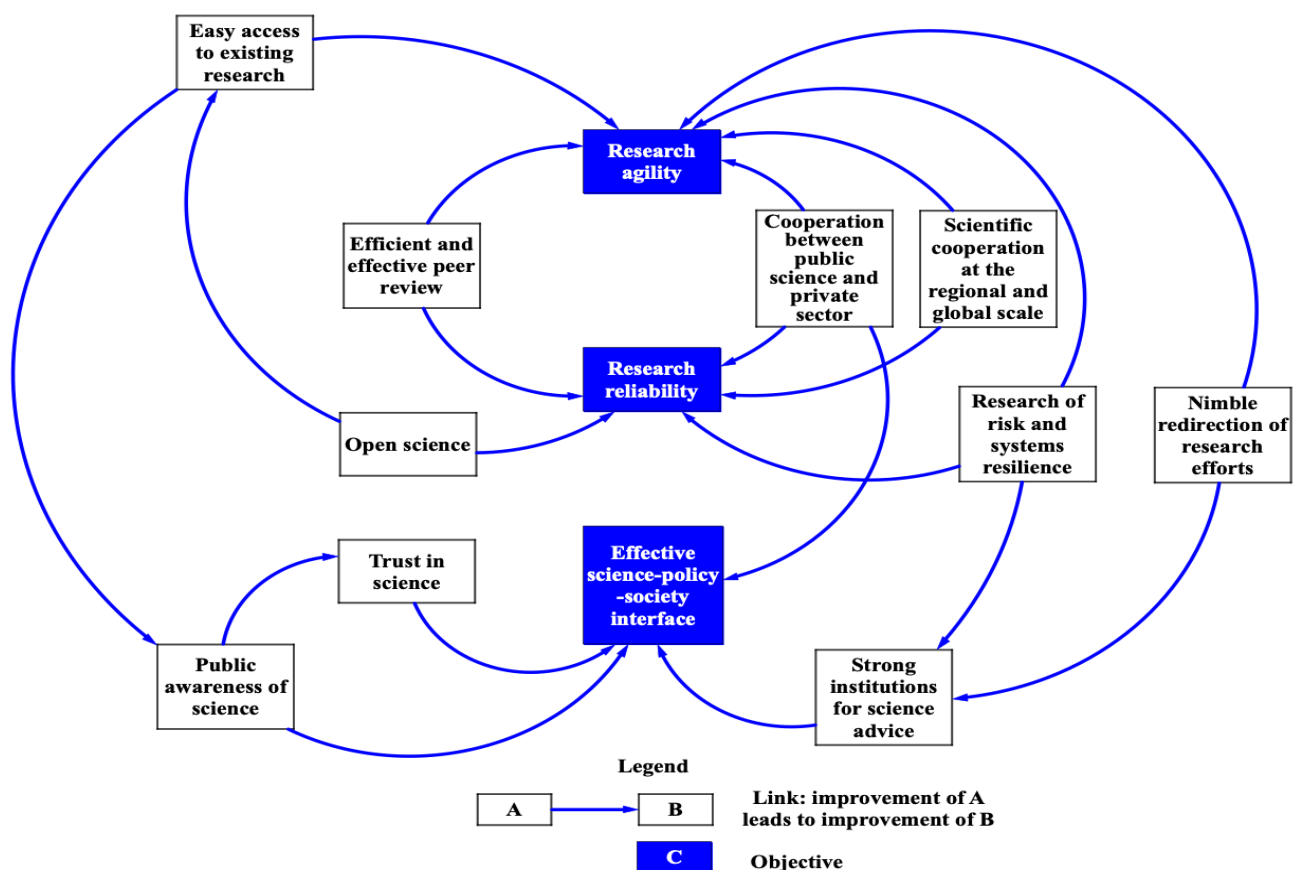 Easy access
to existing
research
Research
agility
Efficient and
effective peer
review
Cooperation
between
public
science and
private
sector
Scientific
cooperation
at the
regional and
global scale
Research
reliability
Open science
Research of
risk and
systems
resilience
Nimble
redirection of
research
efforts
Trust in
science
Effective
science-policy
-society
interface
Public
awareness of
science
Strong
institutions
for science
advice
Legend
A
B
Link: improvement of A
leads to improvement of B
C
Objective